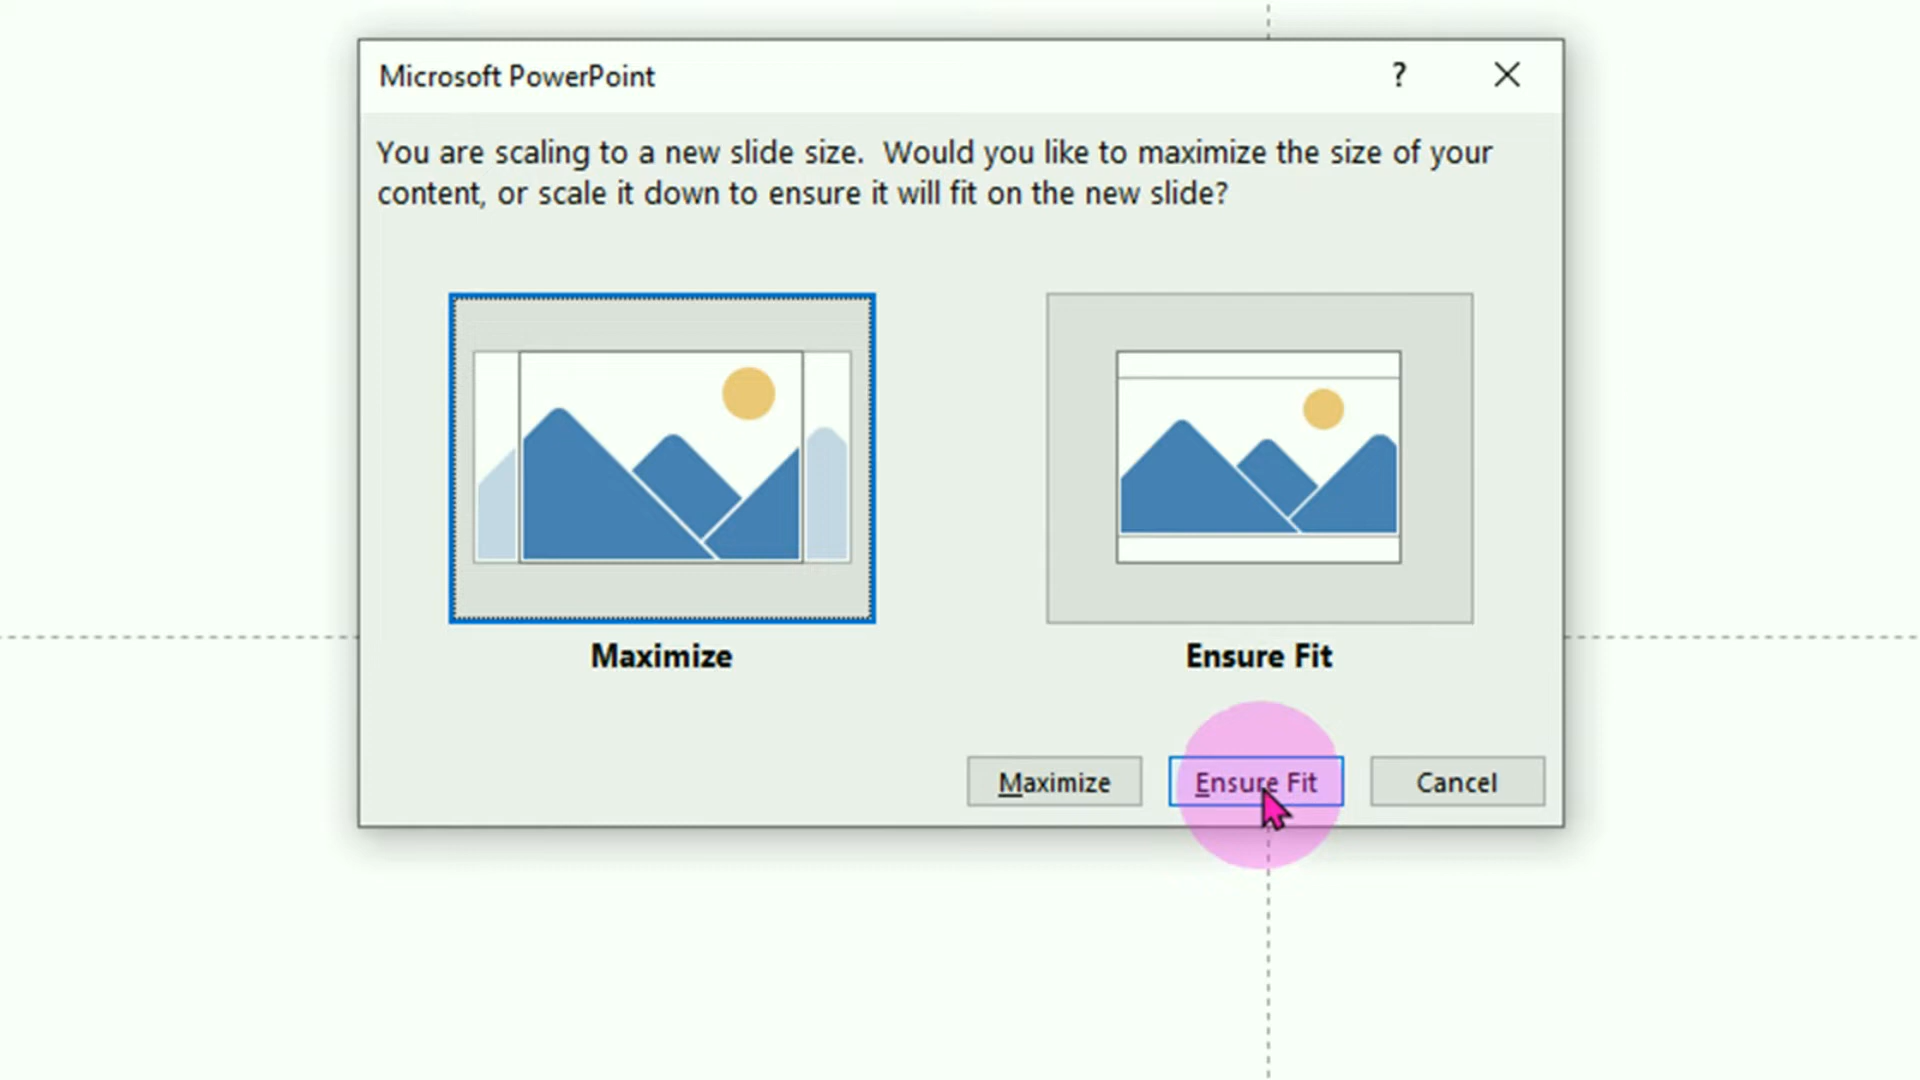 Microsoft PowerPoint
?
You are scaling to a new slide size.  Would you like to maximize the size of your
content, or scale it down to ensure it will fit on the new slide?
Maximize
Ensure Fit
Maximize
Ensure Fit
Cancel